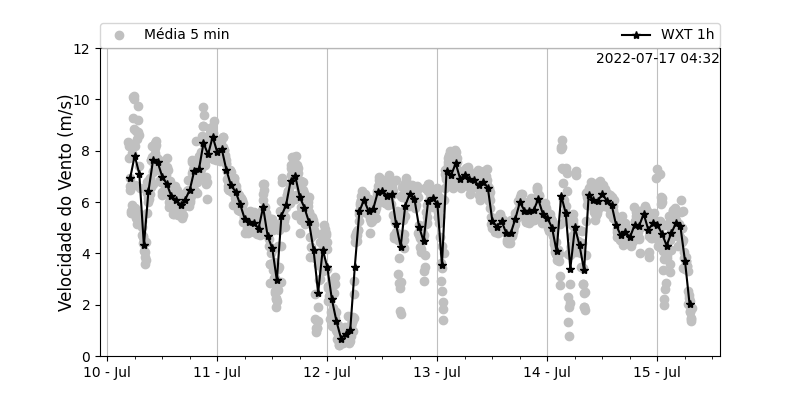 Média 5 min
WXT 1h
2022-07-17 04:32
12
10
8
6
4
2
0
Velocidade do Vento (m/s)
10 - Jul
11 - Jul
12 - Jul
13 - Jul
14 - Jul
15 - Jul